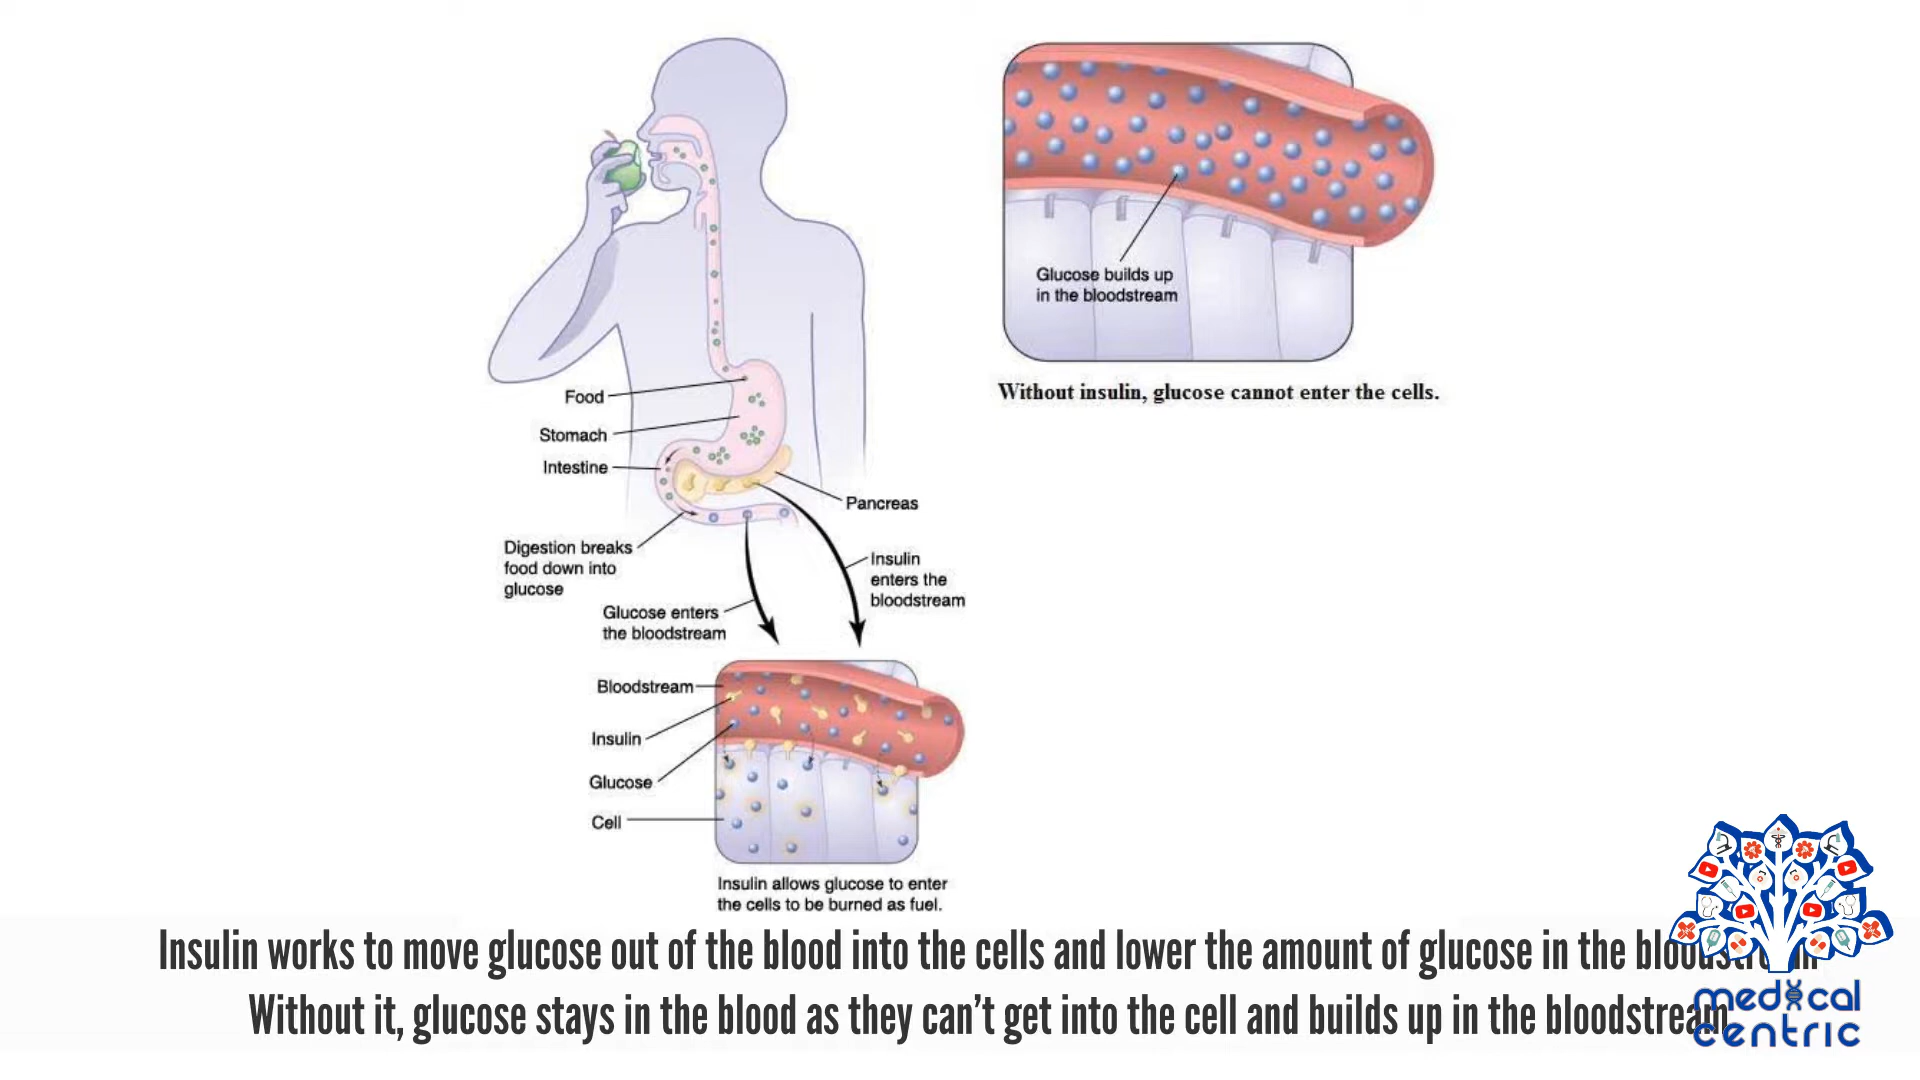 Glucose builds up
in the bloodstream
Without insulin, glucose cannot enter the cells.
Food
Stomach
Intestine
Pancreas
Digestion breaks
food down into
glucose
Insulin
enters the
bloodstream
Glucose enters
the bloodstream
Bloodstream
Insulin
Glucose
Cell
Insulin allows glucose to enter
the cells to be burned as fuel.
Insulin works to move glucose out of the blood into the cells and lower the amount of glucose in the bloodstream
Without it, glucose stays in the blood as they can’t get into the cell and builds up in the bloodstream
medical
centric